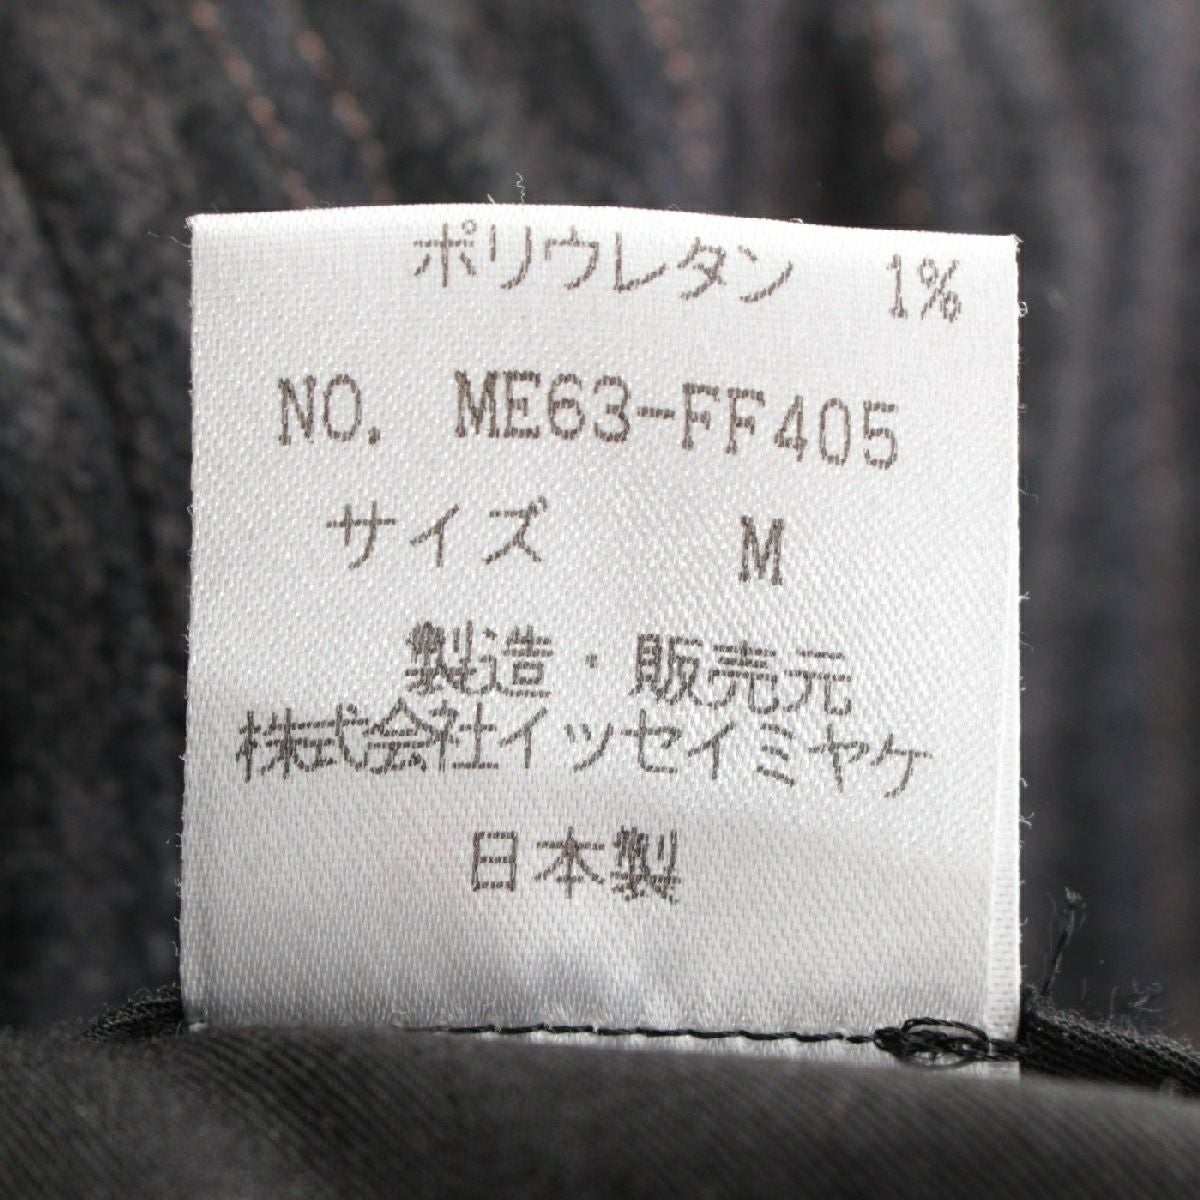 ポリウレタン 1%
NO. ME63-FF405
サイズ M
製造・販売元
株式会社イッセイミヤケ
日本製